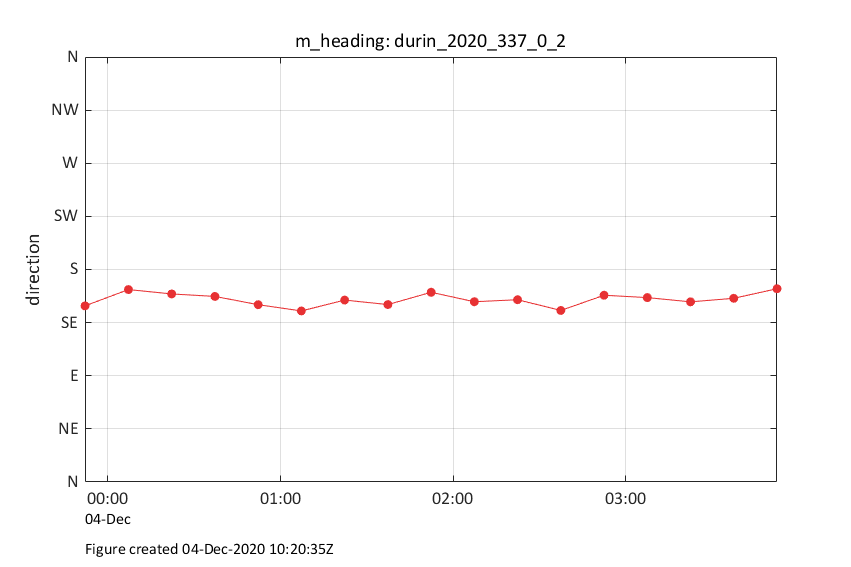 m_heading: durin_2020_337_0_2
N
NW
W
SW
S
SE
E
NE
N
direction
00:00
01:00
02:00
03:00
04-Dec
Figure created 04-Dec-2020 10:20:35Z